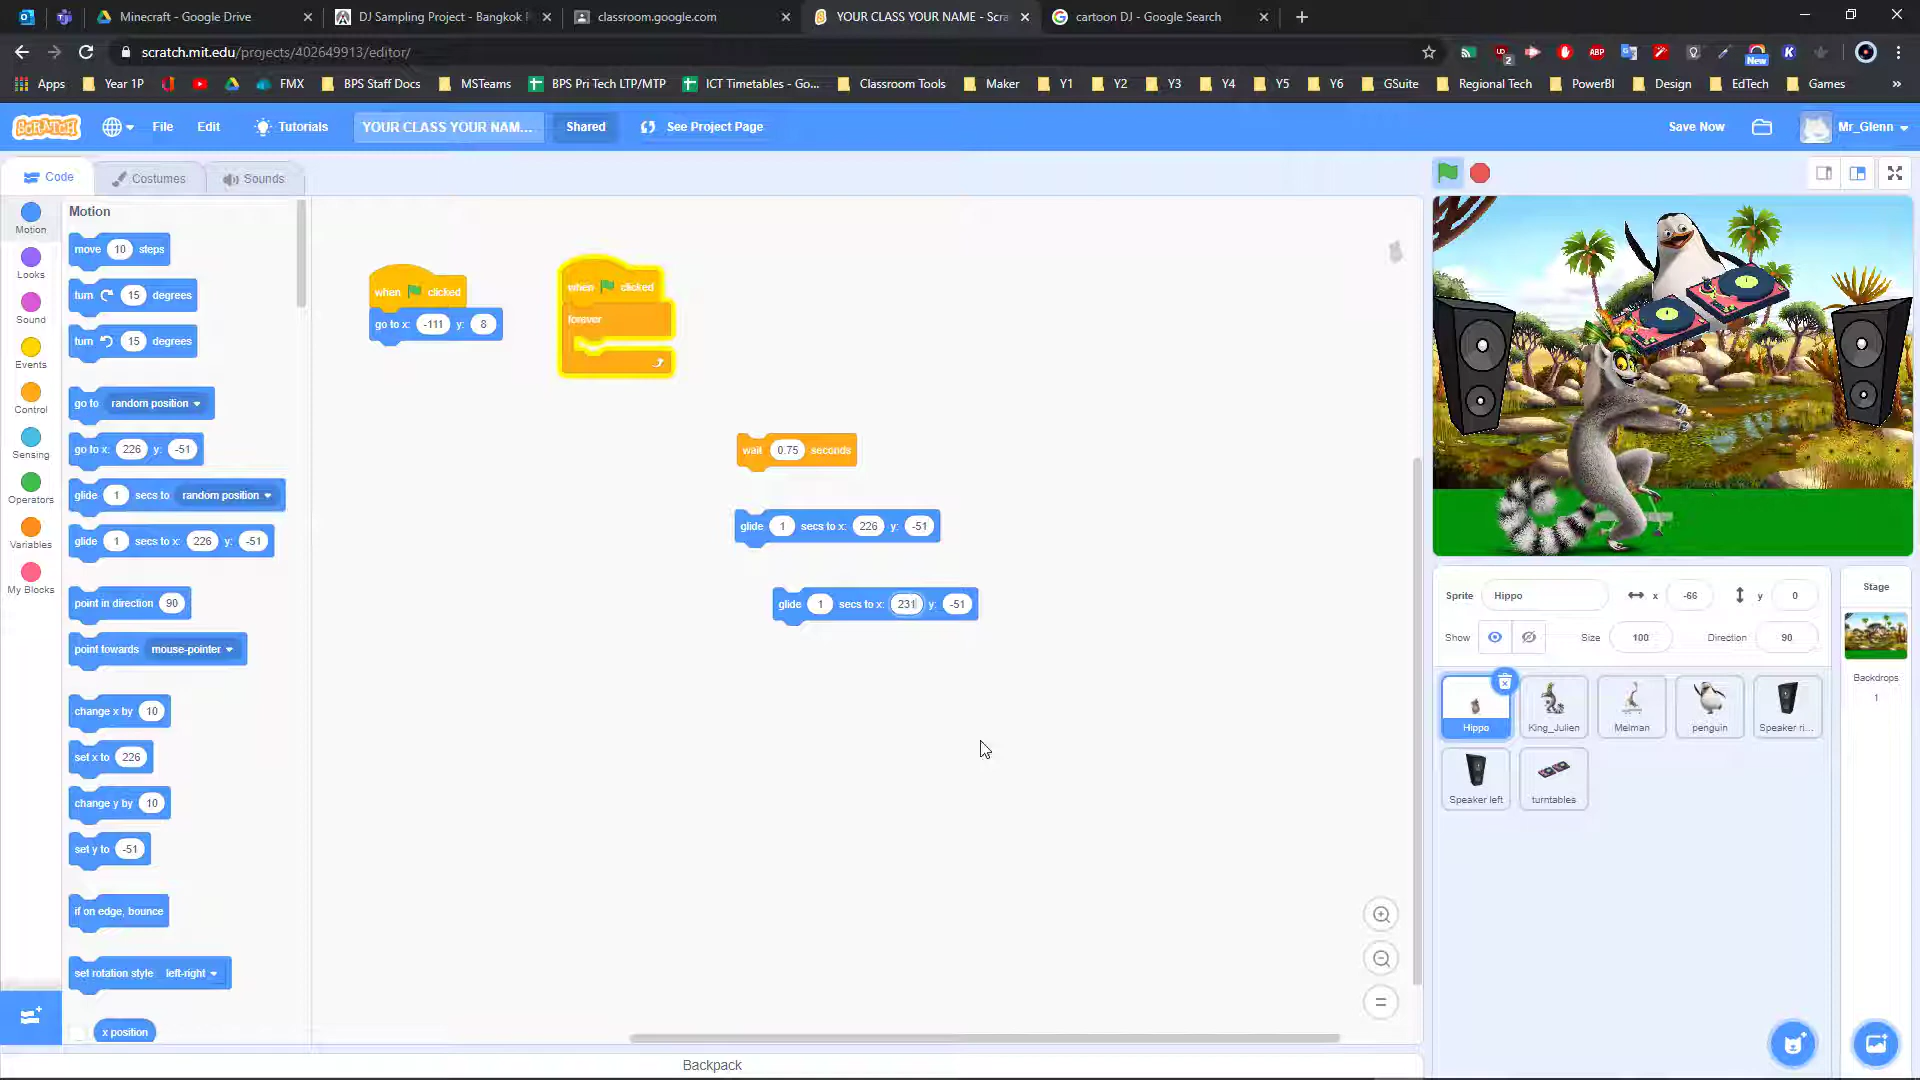 Minecraft - Google Drive
DJ Sampling Project - Bangkok
classroom.google.com
YOUR CLASS YOUR NAME - Scra
cartoon DJ - Google Search
scratch.mit.edu/projects/402649913/editor/
2
ABP
K
New
Apps
Year 1P
FMX
BPS Staff Docs
MSTeams
BPS Pri Tech LTP/MTP
ICT Timetables - Go...
Classroom Tools
Maker
Y1
Y2
Y3
Y4
Y5
Y6
GSuite
Regional Tech
PowerBI
Design
EdTech
Games
»
SCRATCH
File
Edit
Tutorials
YOUR CLASS YOUR NAM...
Shared
See Project Page
Save Now
Mr_Glenn
Code
Costumes
Sounds
Motion
Looks
Sound
Events
Control
Sensing
Operators
Variables
My Blocks
Motion
move 10 steps
turn 15 degrees
turn 15 degrees
go to random position
go to x: 226 y: -51
glide 1 secs to random position
glide 1 secs to x: 226 y: -51
point in direction 90
point towards mouse-pointer
change x by 10
set x to 226
change y by 10
set y to -51
if on edge, bounce
set rotation style left-right
x position
when clicked
go to x: -111 y: 8
when clicked
forever
wait 0.75 seconds
glide 1 secs to x: 226 y: -51
glide 1 secs to x: 231 y: -51
Backpack
Sprite Hippo x -66 y 0
Show Size 100 Direction 90
Hippo
King_Julien
Melman
penguin
Speaker ri...
Speaker left
turntables
Stage
Backdrops
1